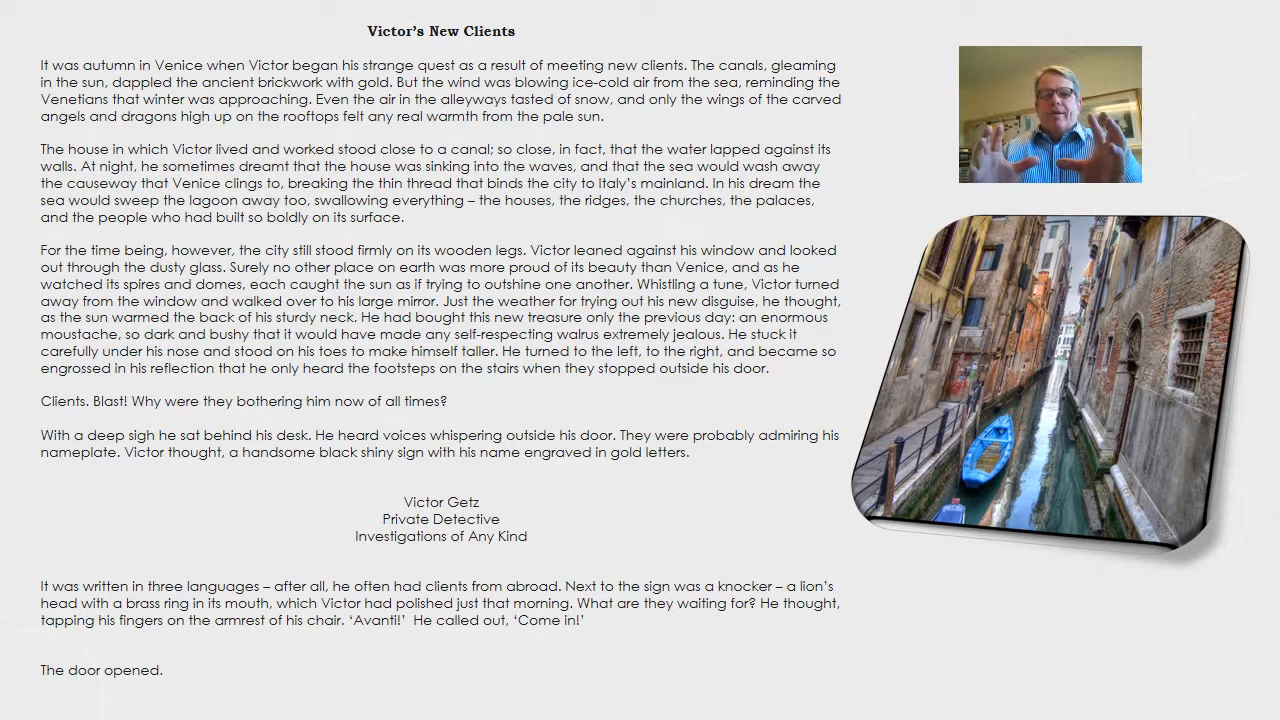 Victor's New Clients
It was autumn in Venice when Victor began his strange quest as a result of meeting new clients. The canals, gleaming
in the sun, dappled the ancient brickwork with gold. But the wind was blowing ice-cold air from the sea, reminding the
Venetians that winter was approaching. Even the air in the alleyways tasted of snow, and only the wings of the carved
angels and dragons high up on the rooftops felt any real warmth from the pale sun.
The house in which Victor lived and worked stood close to a canal; so close, in fact, that the water lapped against its
walls. At night, he sometimes dreamt that the house was sinking into the waves, and that the sea would wash away
the causeway that Venice clings to, breaking the thin thread that binds the city to Italy's mainland. In his dream the
sea would sweep the lagoon away too, swallowing everything – the houses, the ridges, the churches, the palaces,
and the people who had built so boldly on its surface.
For the time being, however, the city still stood firmly on its wooden legs. Victor leaned against his window and looked
out through the dusty glass. Surely no other place on earth was more proud of its beauty than Venice, and as he
watched its spires and domes, each caught the sun as if trying to outshine one another. Whistling a tune, Victor turned
away from the window and walked over to his large mirror. Just the weather for trying out his new disguise, he thought,
as the sun warmed the back of his sturdy neck. He had bought this new treasure only the previous day: an enormous
moustache, so dark and bushy that it would have made any self-respecting walrus extremely jealous. He stuck it
carefully under his nose and stood on his toes to make himself taller. He turned to the left, to the right, and became so
engrossed in his reflection that he only heard the footsteps on the stairs when they stopped outside his door.
Clients. Blast! Why were they bothering him now of all times?
With a deep sigh he sat behind his desk. He heard voices whispering outside his door. They were probably admiring his
nameplate. Victor thought, a handsome black shiny sign with his name engraved in gold letters.
Victor Getz
Private Detective
Investigations of Any Kind
It was written in three languages – after all, he often had clients from abroad. Next to the sign was a knocker – a lion's
head with a brass ring in its mouth, which Victor had polished just that morning. What are they waiting for? He thought,
tapping his fingers on the armrest of his chair. 'Avanti!'  He called out, 'Come in!'
The door opened.